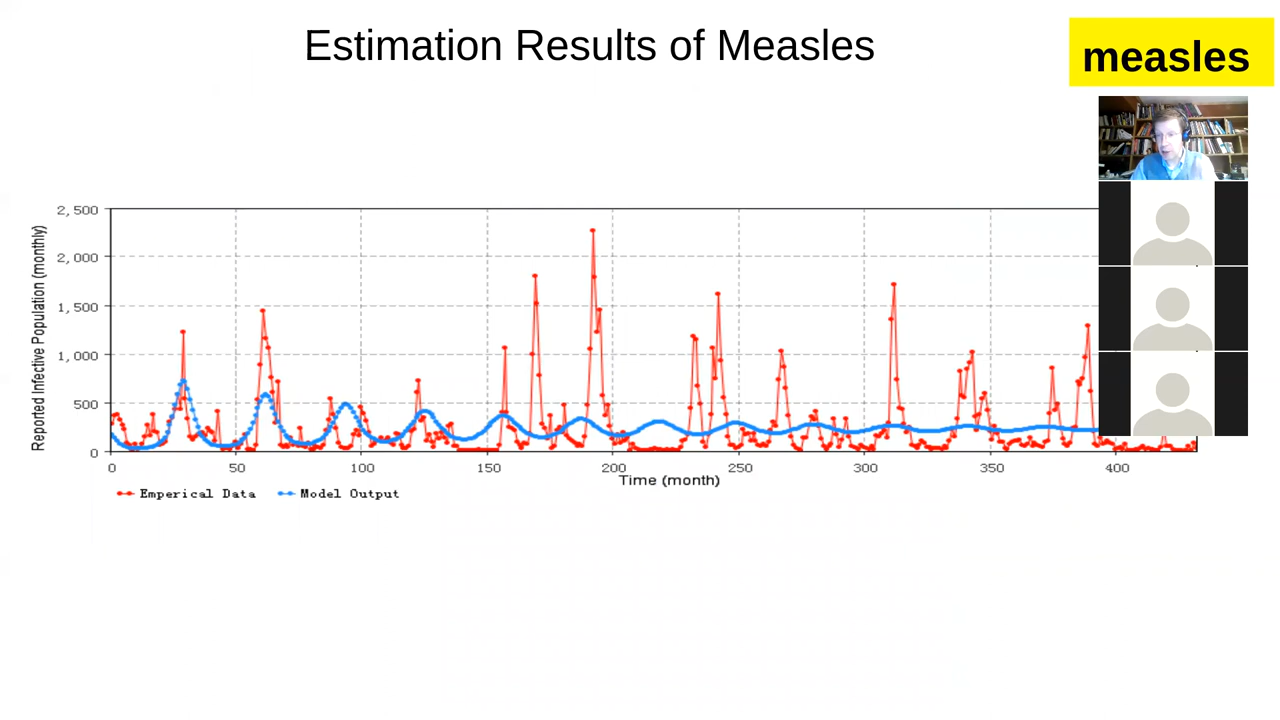 Estimation Results of Measles
measles
Reported Infective Population (monthly)
2,500
2,000
1,500
1,000
500
0
0 50 100 150 200 250 300 350 400
Time (month)
Emperical Data Model Output